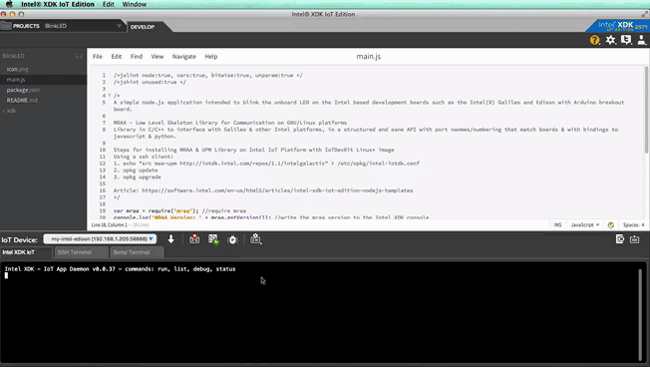 Intel® XDK IoT Edition Edit Window
Intel® XDK IoT Edition
PROJECTS BlinkLED DEVELOP
Intel XDK
IoT EDITION 2571
BlinkLED
icon.png
main.js
package.json
README.md
xdk
File Edit Find View Navigate Help main.js
1 /*jslint node:true, vars:true, bitwise:true, unparam:true */
2 /*jshint unused:true */
3
4 /*
5 A simple node.js application intended to blink the onboard LED on the Intel based development boards such as the Intel(R) Galileo and Edison with Arduino breakout
board.
6
7 MRAA - Low Level Skeleton Library for Communication on GNU/Linux platforms
8 Library in C/C++ to interface with Galileo & other Intel platforms, in a structured and sane API with port nanmes/numbering that match boards & with bindings to
javascript & python.
9
10 Steps for installing MRAA & UPM Library on Intel IoT Platform with IoTDevKit Linux* image
11 Using a ssh client:
12 1. echo "src maa-upm http://iotdk.intel.com/repos/1.1/intelgalactic" > /etc/opkg/intel-iotdk.conf
13 2. opkg update
14 3. opkg upgrade
15
16 Article: https://software.intel.com/en-us/html5/articles/intel-xdk-iot-edition-nodejs-templates
17 */
18
19 var mraa = require('mraa'); //require mraa
console.log('MRAA Version: ' + mraa.getVersion()); //write the mraa version to the Intel XDK console
Line 1, Column 1 INS JavaScript Spaces: 4
IoT Device: my-intel-edison (192.168.1.205:58888)
Intel XDK IoT SSH Terminal Serial Terminal
Intel XDK - IoT App Daemon v0.0.37 - commands: run, list, debug, status